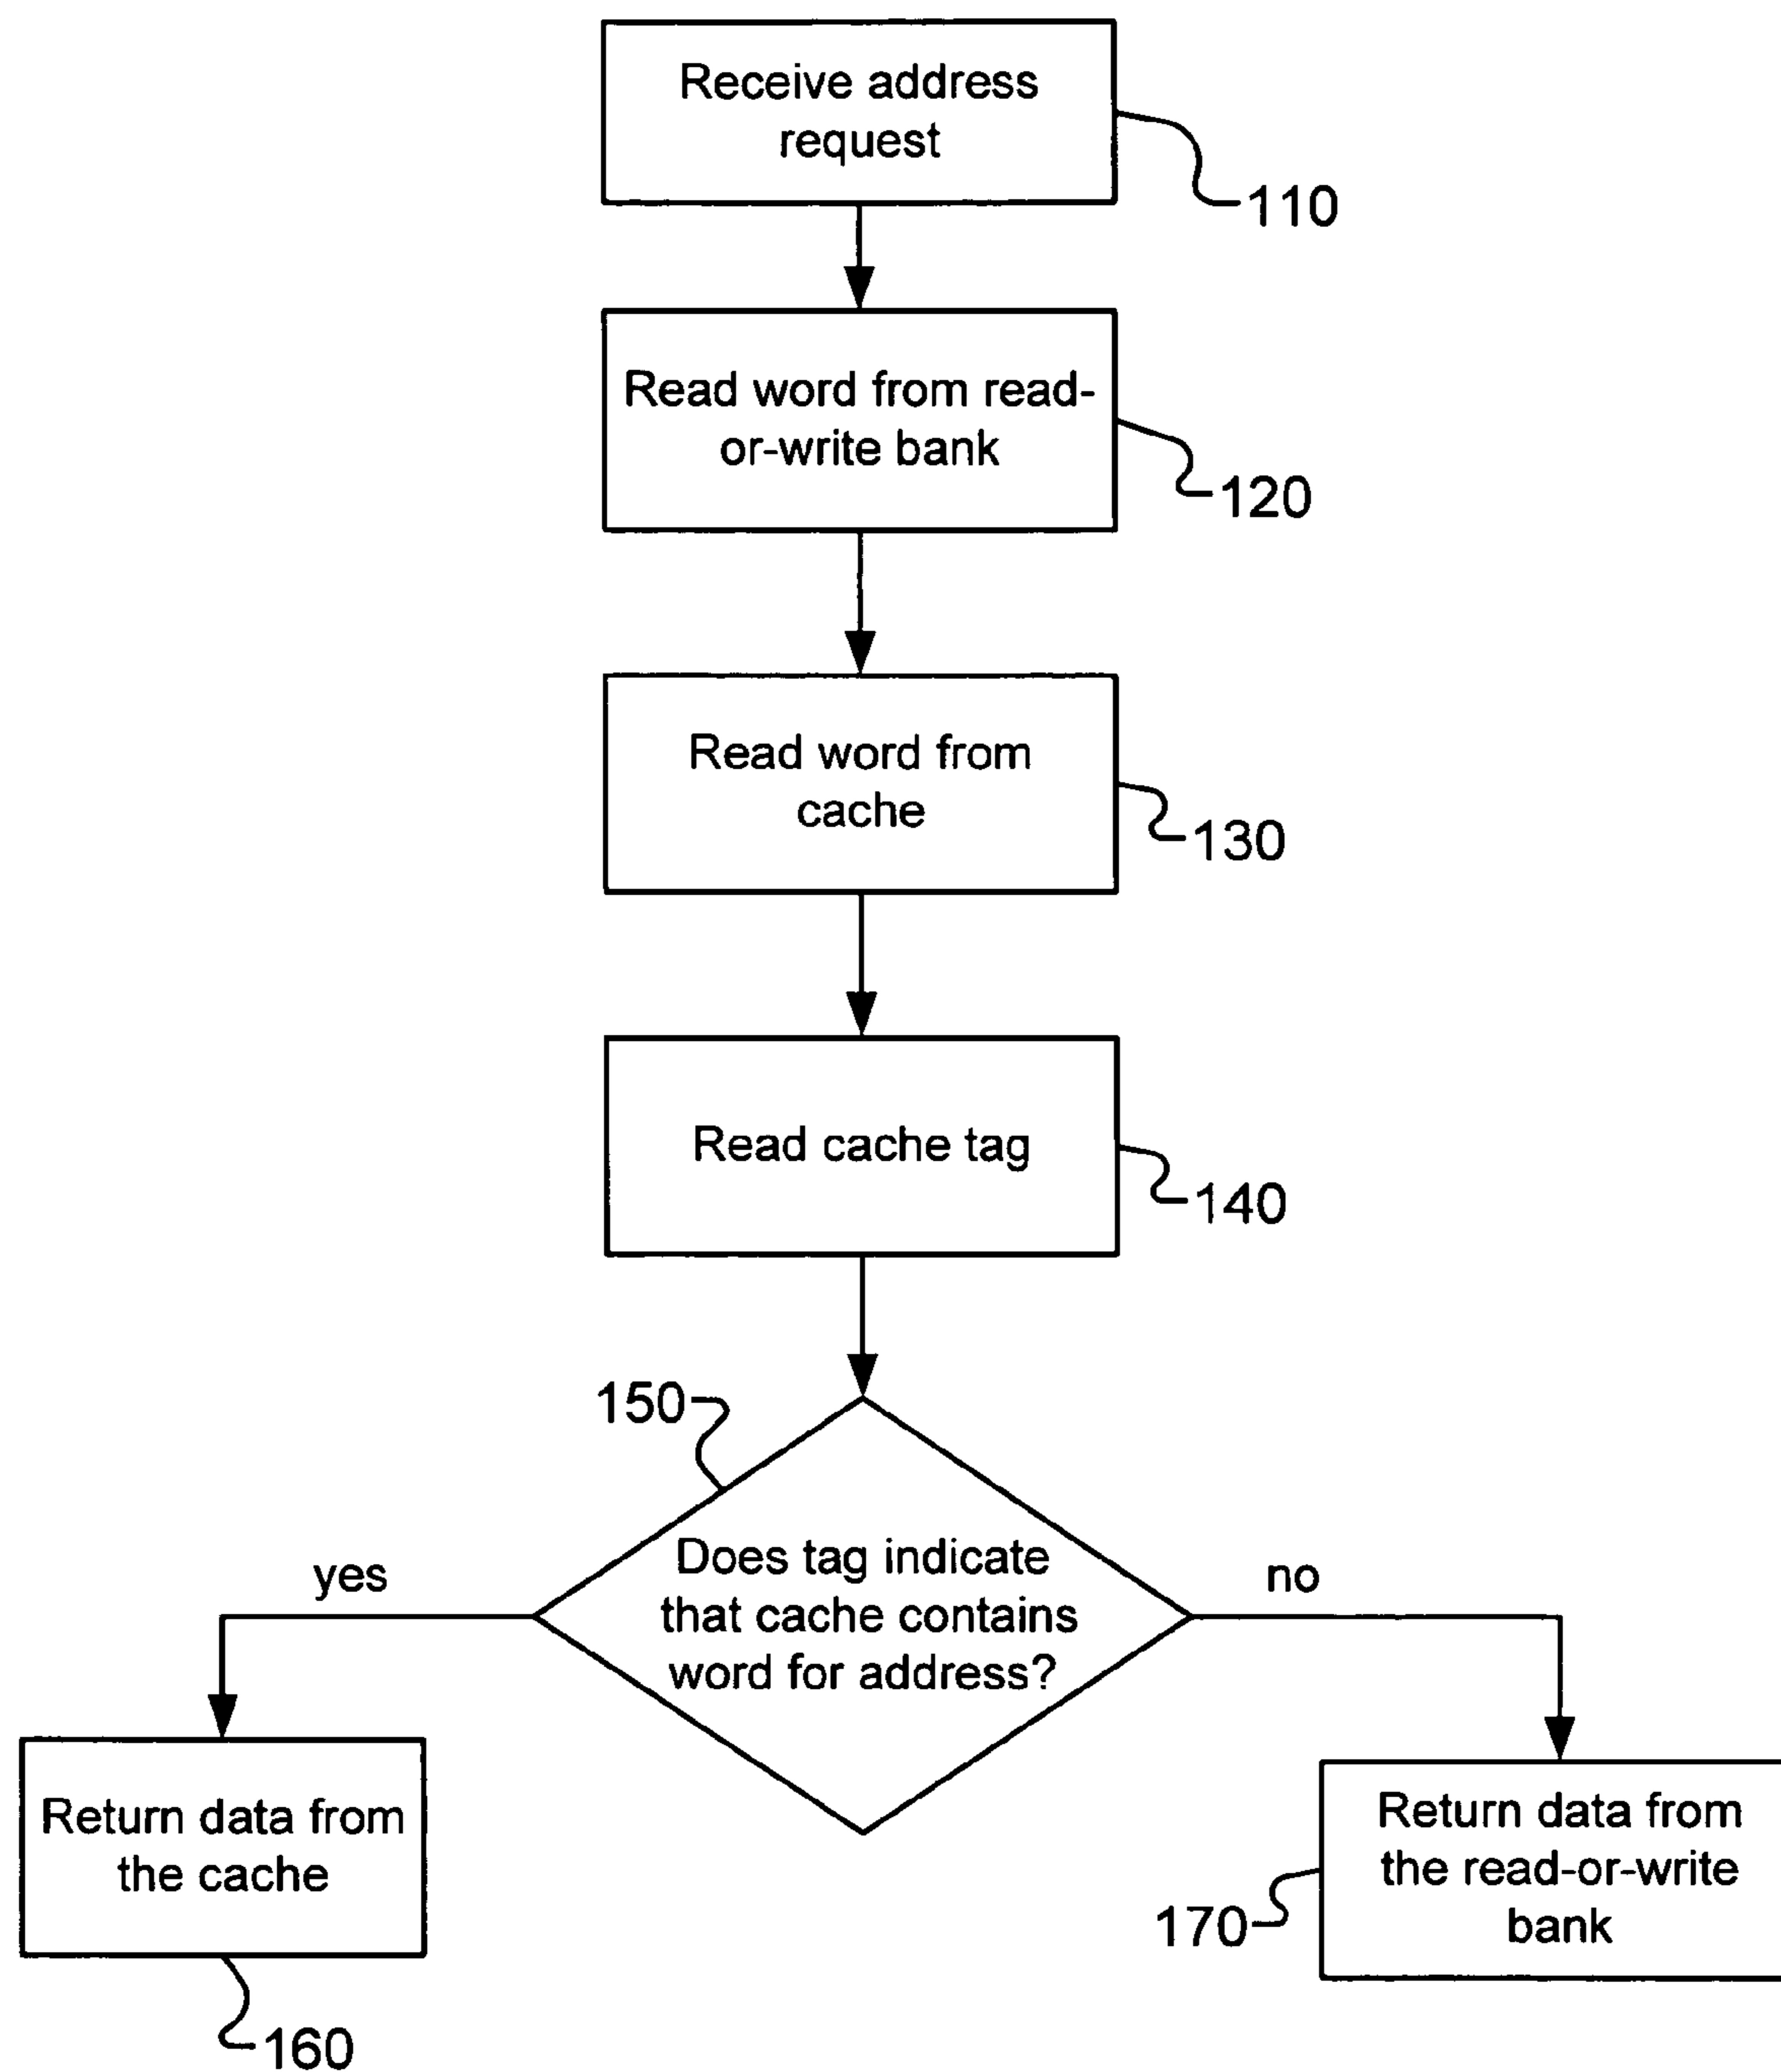 Receive address
request
110
Read word from read-
or-write bank
120
Read word from
cache
130
Read cache tag
140
150
Does tag indicate
that cache contains
word for address?
yes
no
Return data from
the cache
160
Return data from
the read-or-write
bank
170